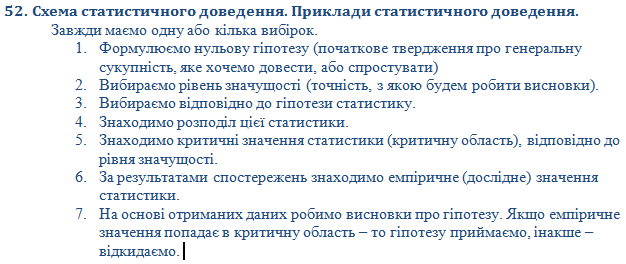 52. Схема статистичного доведення. Приклади статистичного доведення.
Завжди маємо одну або кілька вибірок.
1. Формулюємо нульову гіпотезу (початкове твердження про генеральну
сукупність, яке хочемо довести, або спростувати)
2. Вибираємо рівень значущості (точність, з якою будем робити висновки).
3. Вибираємо відповідно до гіпотези статистику.
4. Знаходимо розподіл цієї статистики.
5. Знаходимо критичні значення статистики (критичну область), відповідно до
рівня значущості.
6. За результатами спостережень знаходимо емпіричне (дослідне) значення
статистики.
7. На основі отриманих даних робимо висновки про гіпотезу. Якщо емпіричне
значення попадає в критичну область – то гіпотезу приймаємо, інакше –
відкидаємо.